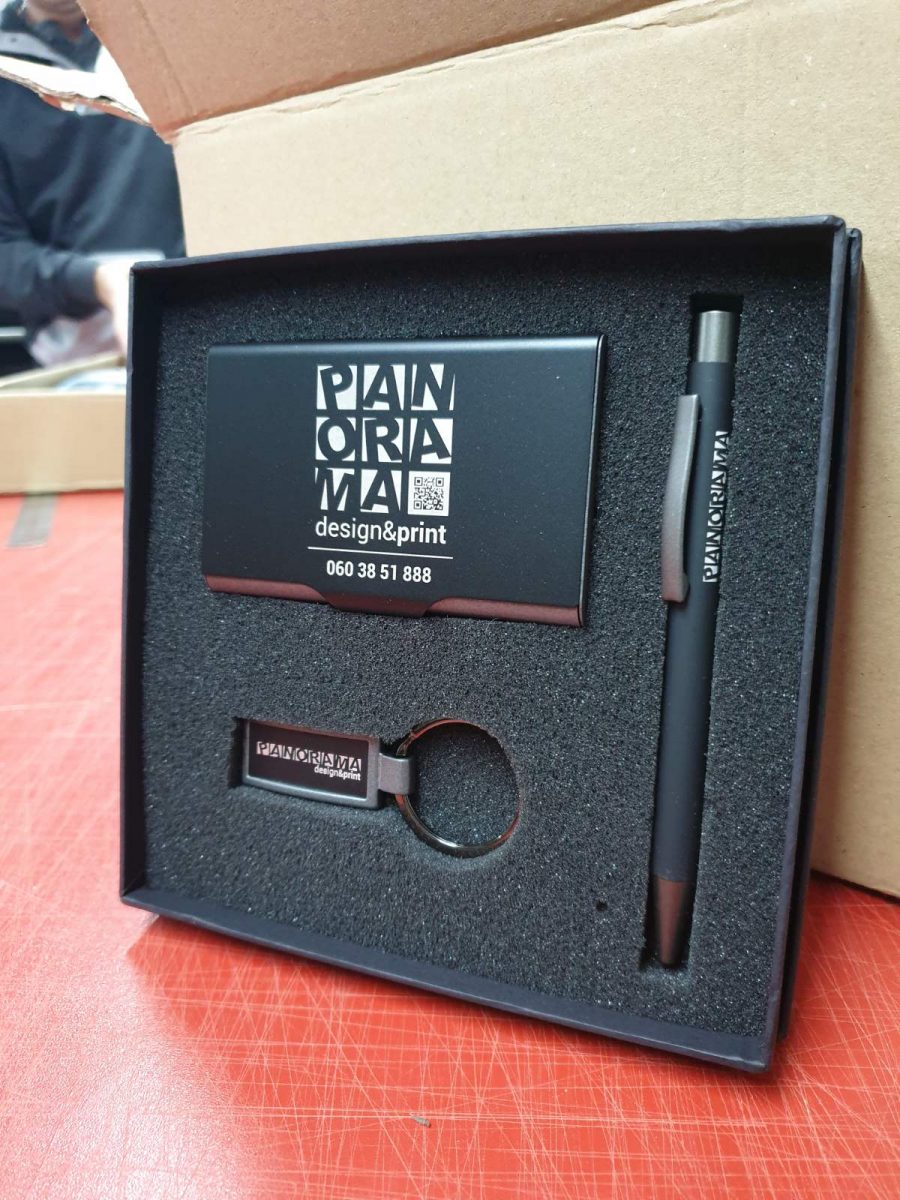 PAN
ORA
MA
design&print
060 38 51 888
PANORAMA
PANORAMA
design&print